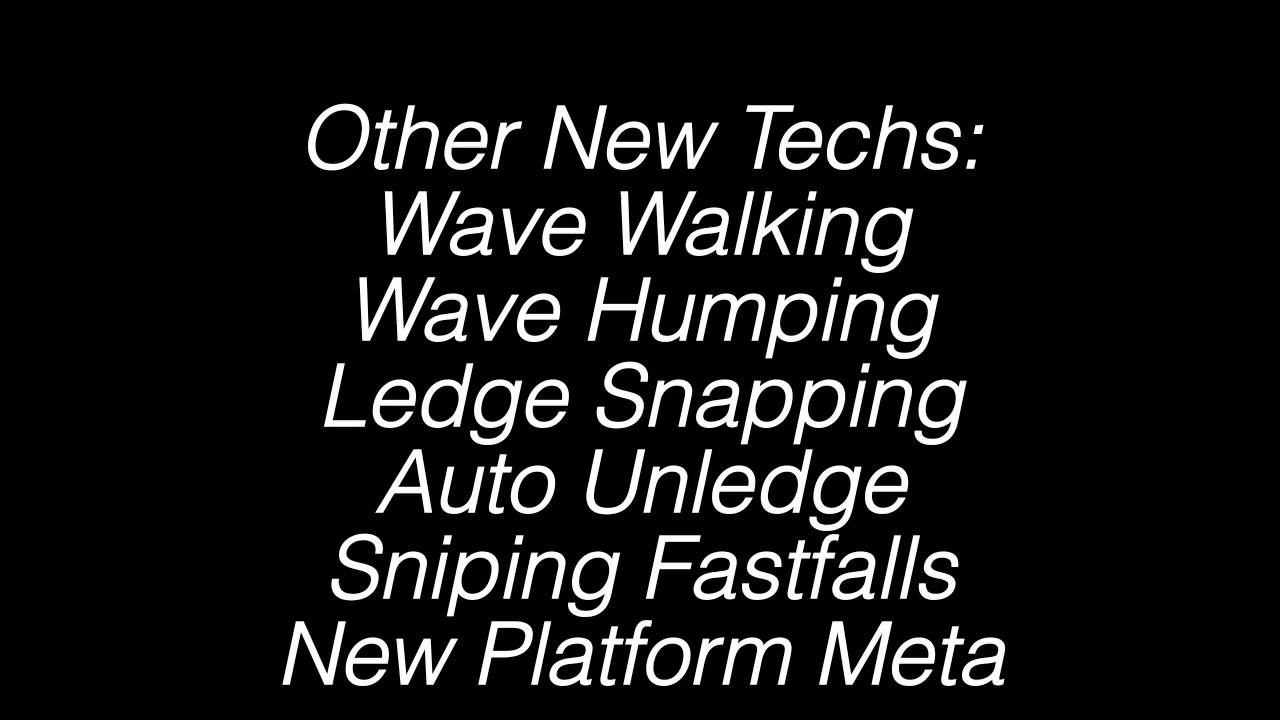 Other New Techs:
Wave Walking
Wave Humping
Ledge Snapping
Auto Unledge
Sniping Fastfalls
New Platform Meta